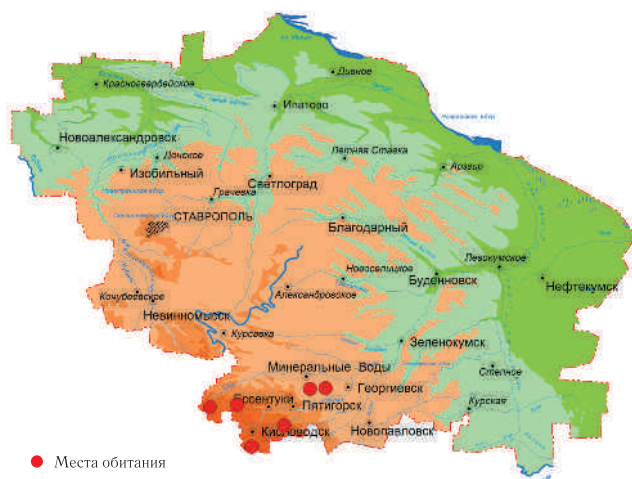 Дивное
Красногвардейское
Ипатово
Новоалександровск
Донское
Летная Ставка
Арзгир
Изобильный
Светлоград
Грачевка
СТАВРОПОЛЬ
Благодарный
Левокумское
Новоселицкое
Буденновск
Нефтекумск
Кочубеевское
Александровское
Невинномысск
Курсавка
Зеленокумск
Минеральные Воды
Степное
Георгиевск
Ессентуки
Пятигорск
Курская
Кисловодск
Новопавловск
Места обитания